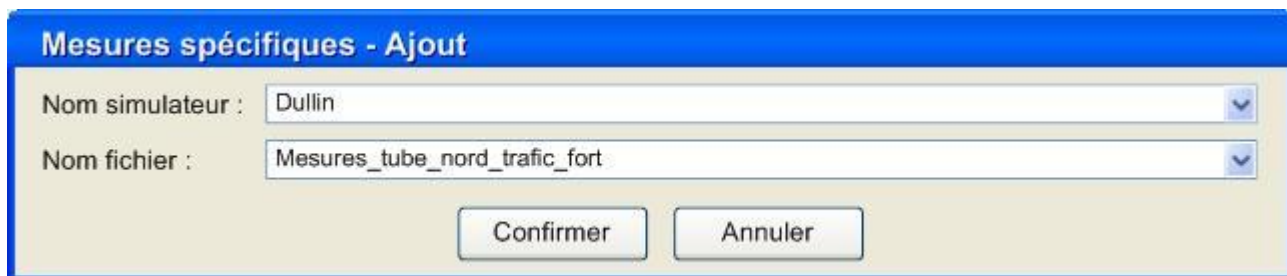 Mesures spécifiques - Ajout
Nom simulateur : Dullin
Nom fichier : Mesures_tube_nord_trafic_fort
Confirmer Annuler